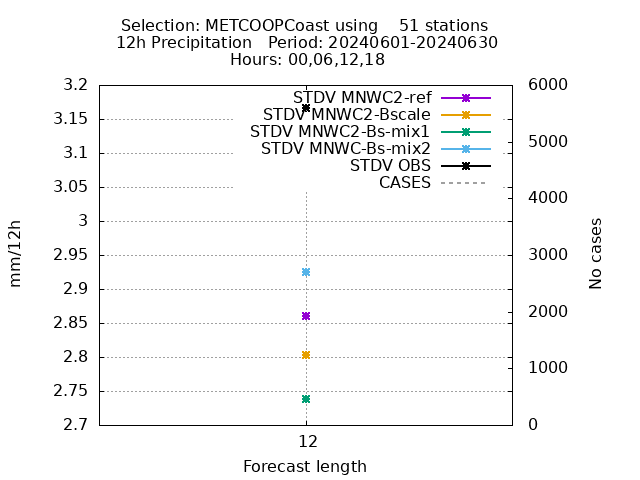 Selection: METCOOPCoast using    51 stations
12h Precipitation   Period: 20240601-20240630
Hours: 00,06,12,18
STDV MNWC2-ref
STDV MNWC2-Bscale
STDV MNWC2-Bs-mix1
STDV MNWC-Bs-mix2
STDV OBS
CASES
3.2
3.15
3.1
3.05
3
2.95
2.9
2.85
2.8
2.75
2.7
mm/12h
6000
5000
4000
3000
2000
1000
0
No cases
12
Forecast length